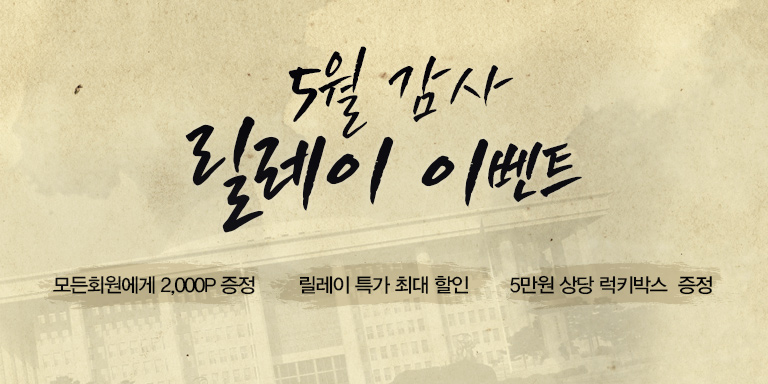 5월 감사
릴레이 이벤트
모든회원에게 2,000P 증정
릴레이 특가 최대 할인
5만원 상당 럭키박스 증정